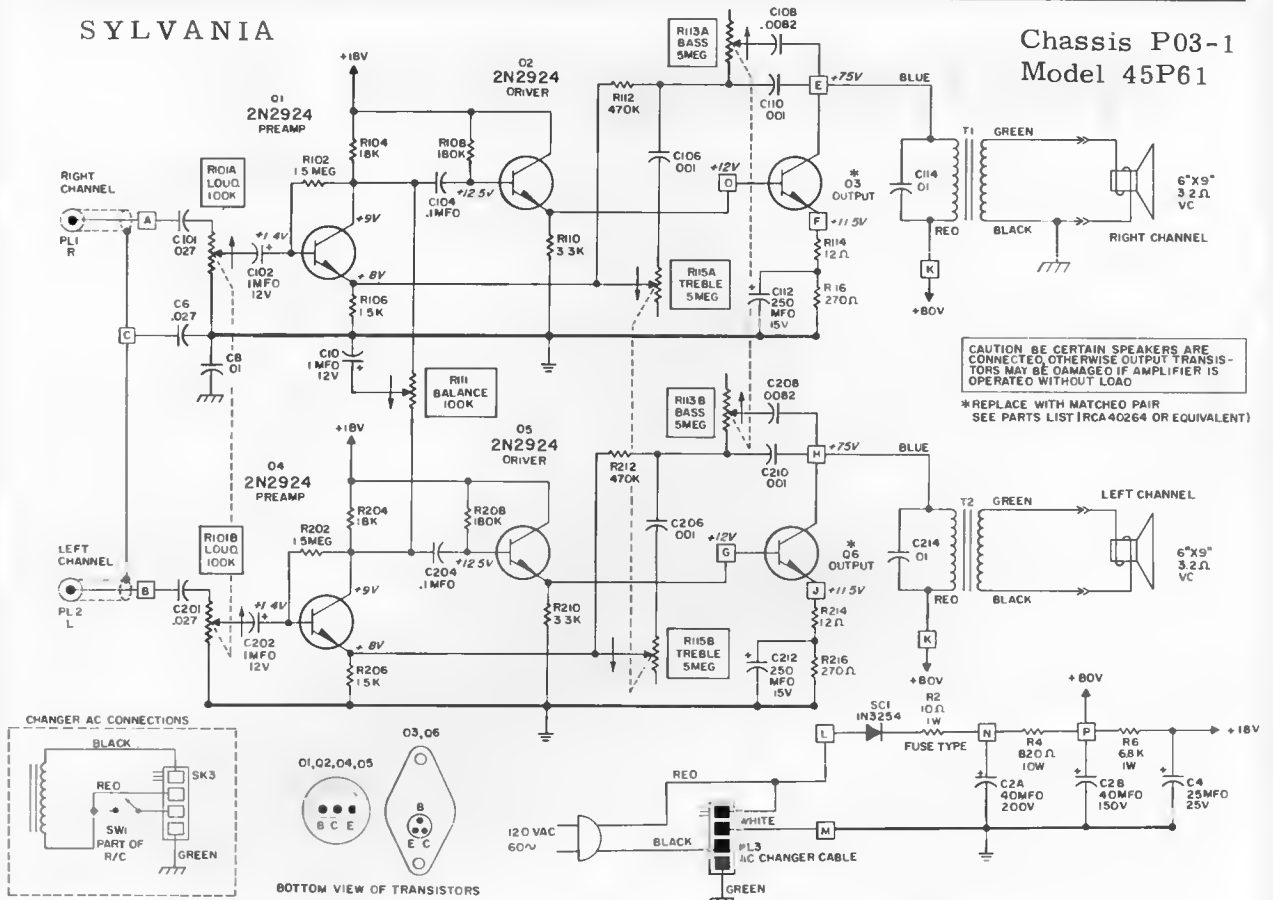 SYLVANIA
Chassis P03-1
Model 45P61
+18V
Q1
2N2924
PREAMP
O2
2N2924
DRIVER
R104
18K
R108
180K
R102
1.5 MEG
R101A
LOUD.
100K
RIGHT
CHANNEL
PL1
R
A
C101
.027
+1.4V
C102
1MFD
12V
+9V
+.8V
R106
1.5K
C104
.1MFD
+12.5V
R110
3.3K
R112
470K
C106
.001
R113A
BASS
5MEG
C108
.0082
C110
.001
E
+75V
BLUE
+12V
D
*
O3
OUTPUT
F
+11.5V
R114
12Ω
R116
270Ω
R115A
TREBLE
5MEG
C112
250
MFD
15V
C114
.01
T1
GREEN
RED
BLACK
6"X9"
3.2Ω
VC
RIGHT CHANNEL
K
+80V
C
C6
.027
C8
.01
C10
1MFD
12V
R111
BALANCE
100K
CAUTION BE CERTAIN SPEAKERS ARE
CONNECTED, OTHERWISE OUTPUT TRANSIS-
TORS MAY BE DAMAGED IF AMPLIFIER IS
OPERATED WITHOUT LOAD
*REPLACE WITH MATCHED PAIR
SEE PARTS LIST (RCA40264 OR EQUIVALENT)
+18V
O4
2N2924
PREAMP
O5
2N2924
DRIVER
R204
18K
R208
180K
R202
1.5MEG
R101B
LOUD.
100K
LEFT
CHANNEL
PL2
L
B
C201
.027
+1.4V
C202
1MFD
12V
+9V
+.8V
R206
1.5K
C204
.1MFD
+12.5V
R210
3.3K
R212
470K
C206
.001
R113B
BASS
5MEG
C208
.0082
C210
.001
H
+75V
BLUE
+12V
G
*
Q6
OUTPUT
J
+11.5V
R214
12Ω
R216
270Ω
R115B
TREBLE
5MEG
C212
250
MFD
15V
C214
.01
T2
GREEN
RED
BLACK
LEFT CHANNEL
6"X9"
3.2Ω
VC
K
+80V
CHANGER AC CONNECTIONS
BLACK
SK3
RED
SW1
PART OF
R/C
GREEN
O1,Q2,O4,O5
B C E
O3,Q6
B
E C
BOTTOM VIEW OF TRANSISTORS
120 VAC
60~
RED
BLACK
WHITE
PL3
AC CHANGER CABLE
GREEN
L
M
SC1
1N3254
R2
10Ω
1W
FUSE TYPE
N
R4
820Ω
10W
+80V
P
R6
6.8K
1W
+18V
C2A
40MFD
200V
C2B
40MFD
150V
C4
25MFD
25V